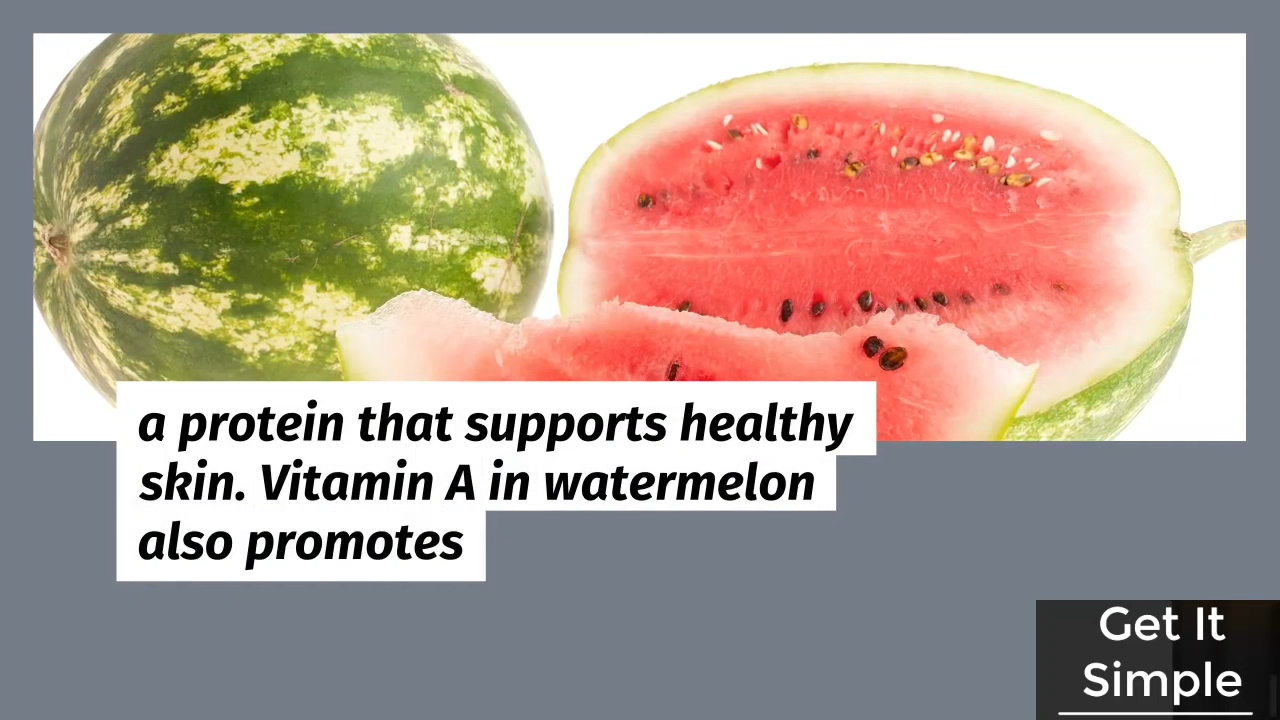 a protein that supports healthy
skin. Vitamin A in watermelon
also promotes
Get It
Simple